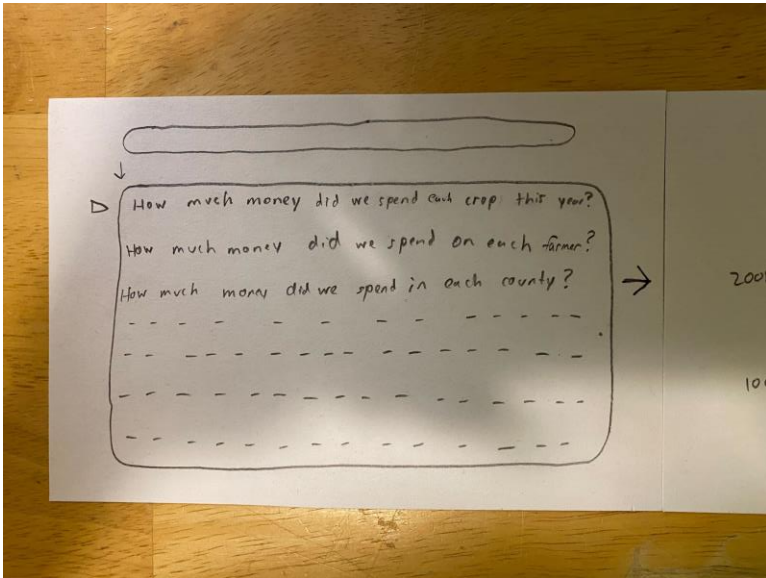 How much money did we spend each crop this year?
How much money did we spend on each farmer?
How much money did we spend in each county?
200
100